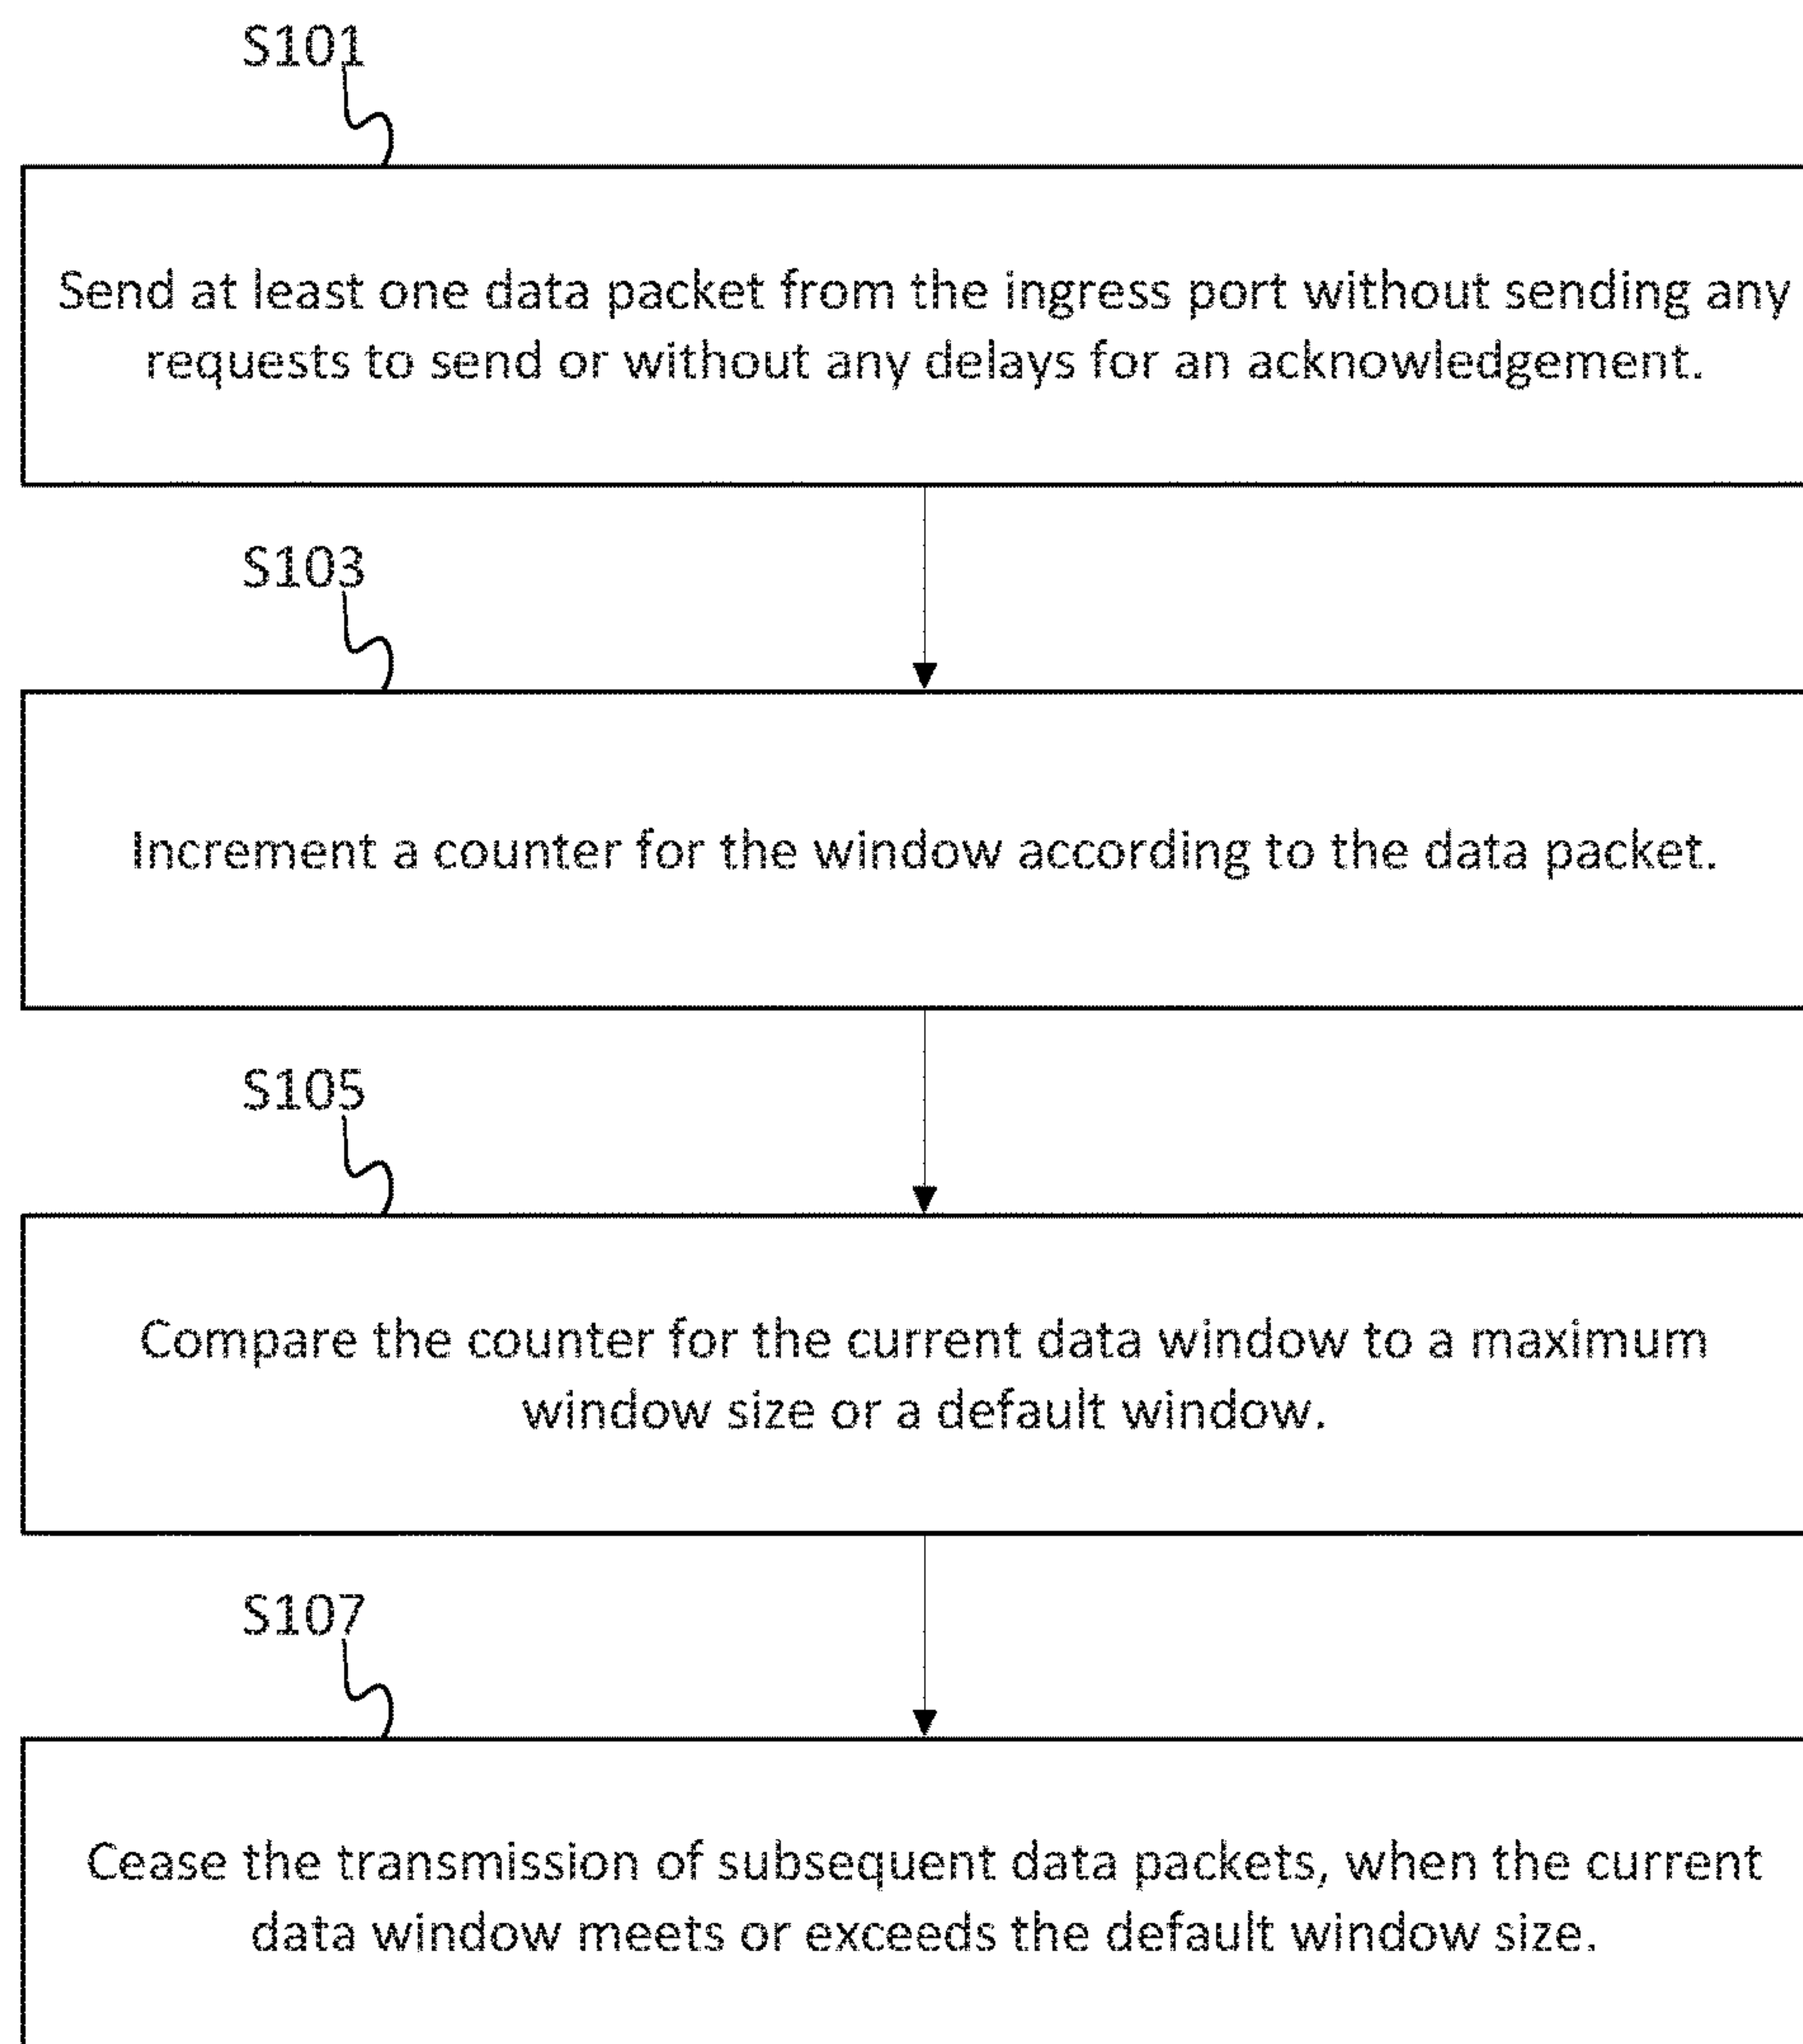 S101
Send at least one data packet from the ingress port without sending any
requests to send or without any delays for an acknowledgement.
S103
Increment a counter for the window according to the data packet.
S105
Compare the counter for the current data window to a maximum
window size or a default window.
S107
Cease the transmission of subsequent data packets, when the current
data window meets or exceeds the default window size.